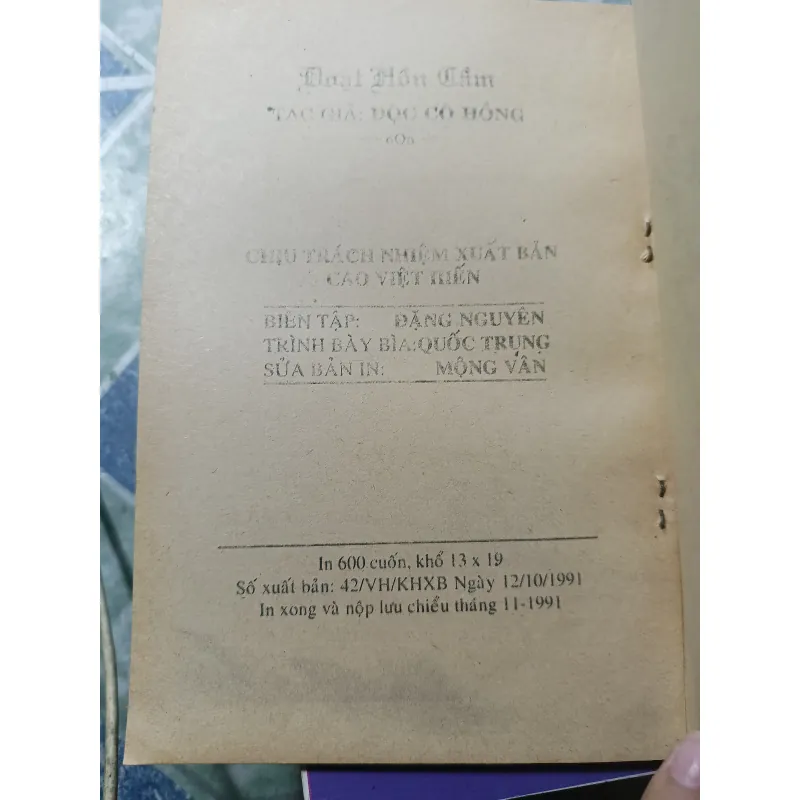 Đoạt Hồn Cầm
TÁC GIẢ: ĐỘC CÔ HỒNG
—oOo—
CHỊU TRÁCH NHIỆM XUẤT BẢN
CAO VIỆT HIẾN
BIÊN TẬP: ĐẶNG NGUYÊN
TRÌNH BÀY BÌA: QUỐC TRUNG
SỬA BẢN IN: MỘNG VÂN
In 600 cuốn, khổ 13 x 19
Số xuất bản: 42/VH/KHXB Ngày 12/10/1991
In xong và nộp lưu chiểu tháng 11-1991